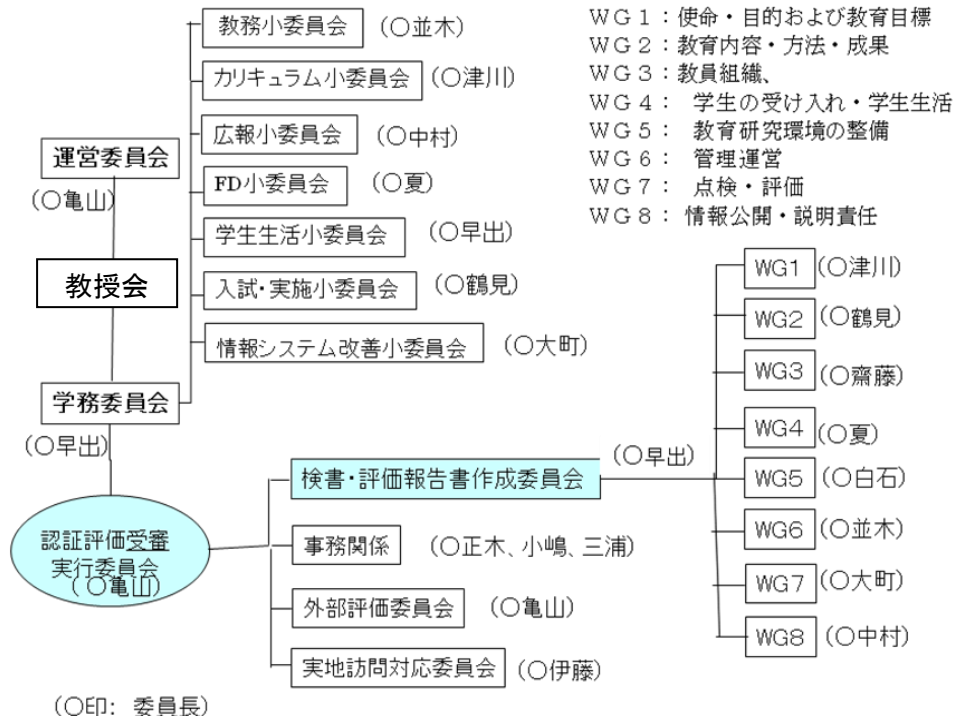 教務小委員会 (○並木)
カリキュラム小委員会 (○津川)
広報小委員会 (○中村)
FD小委員会 (○夏)
学生生活小委員会 (○早出)
入試・実施小委員会 (○鶴見)
情報システム改善小委員会 (○大町)
運営委員会
(○亀山)
教授会
学務委員会
(○早出)
認証評価受審
実行委員会
(○亀山)
検書・評価報告書作成委員会 (○早出)
事務関係 (○正木、小嶋、三浦)
外部評価委員会 (○亀山)
実地訪問対応委員会 (○伊藤)
(○印: 委員長)
WG1:使命・目的および教育目標
WG2:教育内容・方法・成果
WG3:教員組織、
WG4: 学生の受け入れ・学生生活
WG5: 教育研究環境の整備
WG6: 管理運営
WG7: 点検・評価
WG8: 情報公開・説明責任
WG1 (○津川)
WG2 (○鶴見)
WG3 (○齋藤)
WG4 (○夏)
WG5 (○白石)
WG6 (○並木)
WG7 (○大町)
WG8 (○中村)